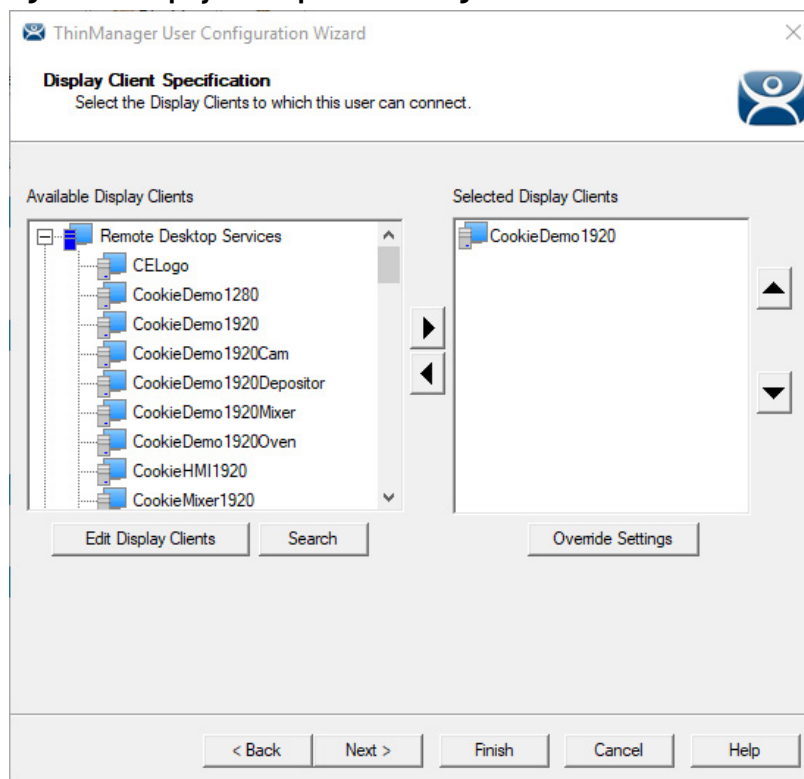 ThinManager User Configuration Wizard
Display Client Specification
Select the Display Clients to which this user can connect.
Available Display Clients
Selected Display Clients
Remote Desktop Services
CELogo
CookieDemo1280
CookieDemo1920
CookieDemo1920Cam
CookieDemo1920Depositor
CookieDemo1920Mixer
CookieDemo1920Oven
CookieHMI1920
CookieMixer1920
CookieDemo1920
Edit Display Clients
Search
Override Settings
< Back
Next >
Finish
Cancel
Help